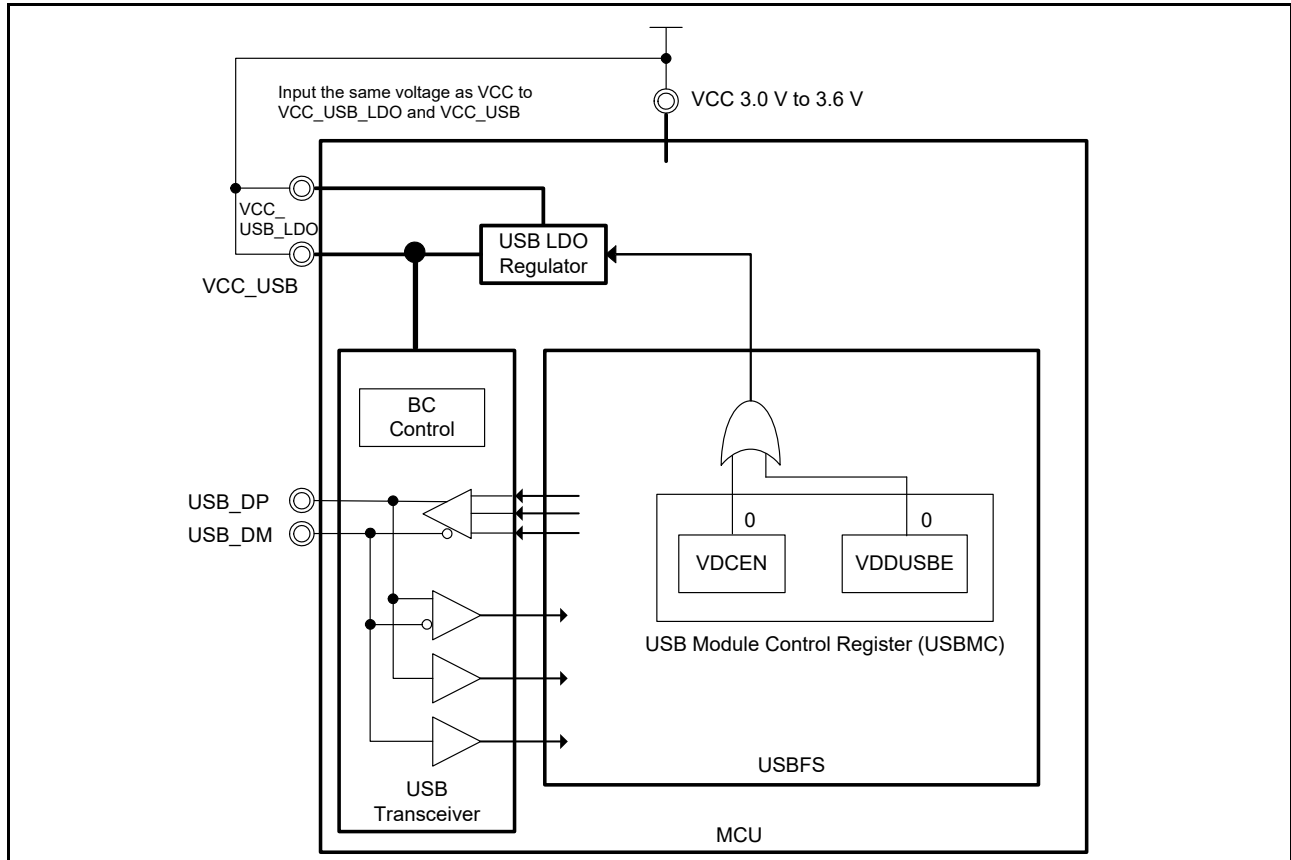 Input the same voltage as VCC to
VCC_USB_LDO and VCC_USB
VCC 3.0 V to 3.6 V
VCC_
USB_LDO
USB LDO
Regulator
VCC_USB
BC
Control
USB_DP
USB_DM
0
0
VDCEN
VDDUSBE
USB Module Control Register (USBMC)
USBFS
USB
Transceiver
MCU